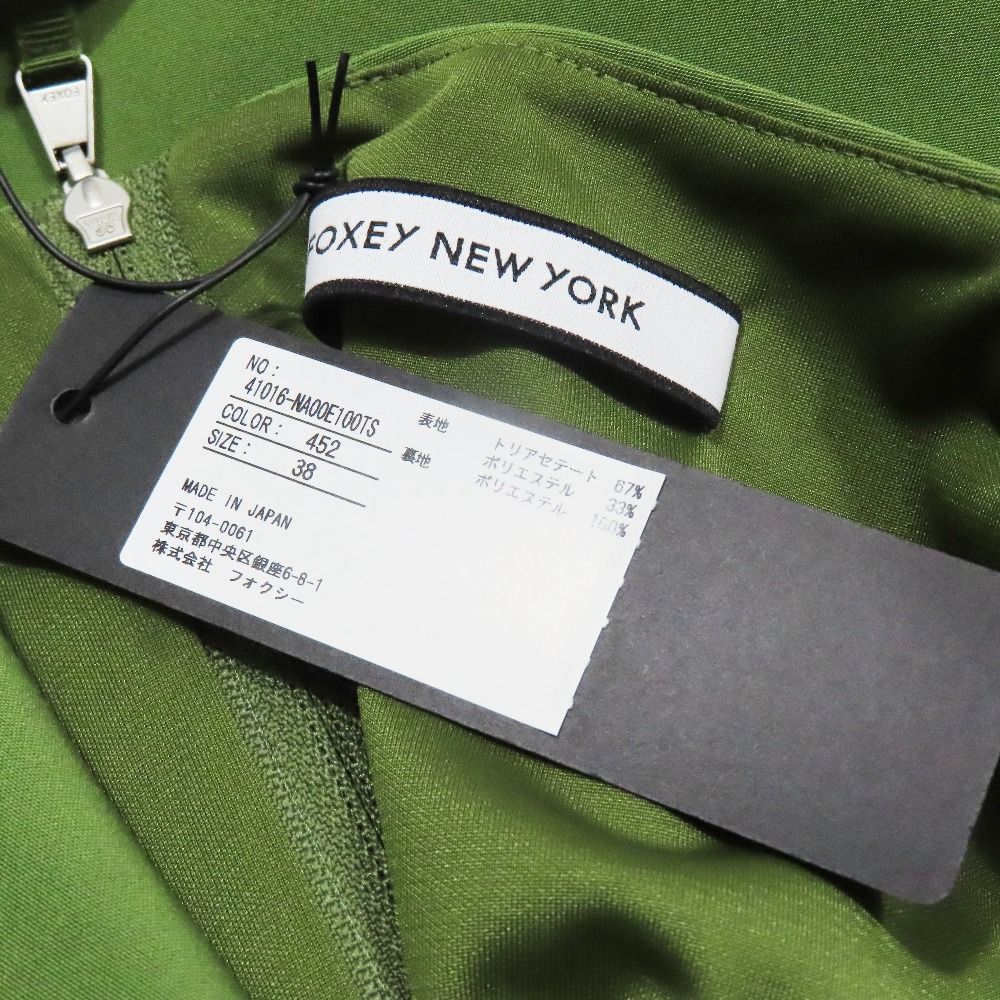 FOXEY
FOXEY NEW YORK
NO:
41016-NA00E100TS
COLOR: 452
SIZE: 38
表地 トリアセテート 67%
ポリエステル 33%
裏地 ポリエステル 100%
MADE IN JAPAN
〒104-0061
東京都中央区銀座6-8-1
株式会社 フォクシー